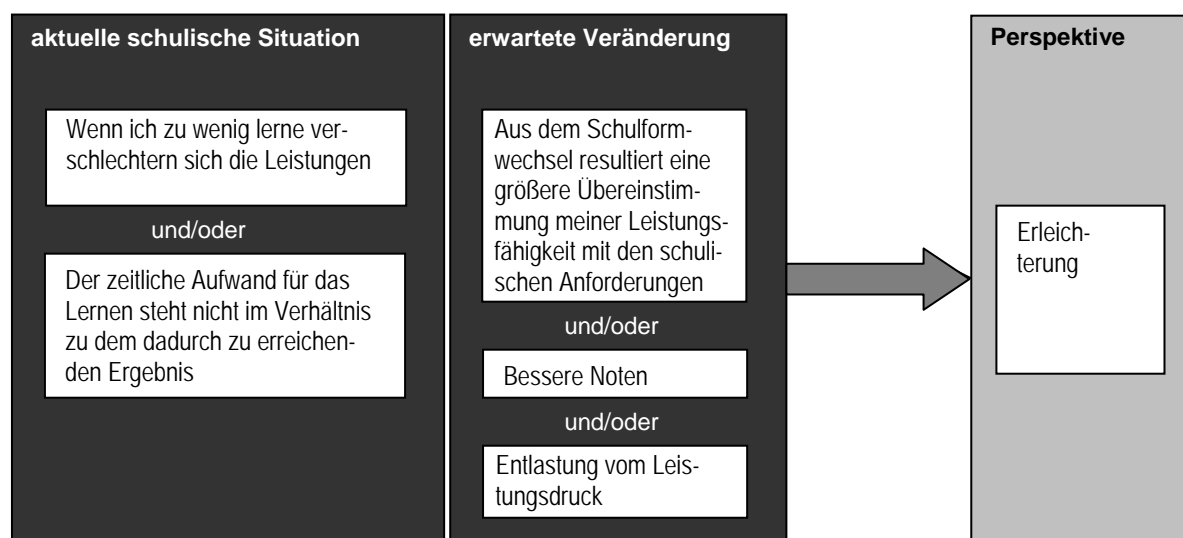 aktuelle schulische Situation
Wenn ich zu wenig lerne ver-
schlechtern sich die Leistungen
und/oder
Der zeitliche Aufwand für das
Lernen steht nicht im Verhältnis
zu dem dadurch zu erreichen-
den Ergebnis
erwartete Veränderung
Aus dem Schulform-
wechsel resultiert eine
größere Übereinstim-
mung meiner Leistungs-
fähigkeit mit den schuli-
schen Anforderungen
und/oder
Bessere Noten
und/oder
Entlastung vom Leis-
tungsdruck
Perspektive
Erleich-
terung